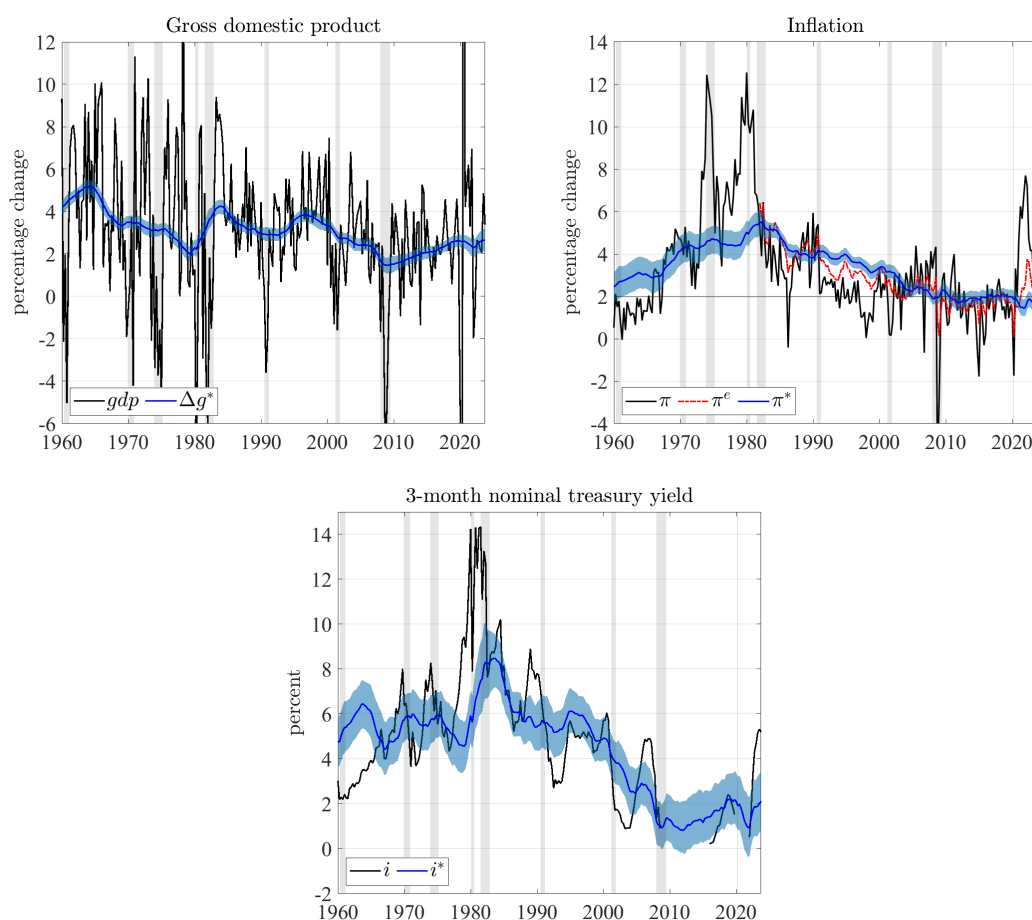 Gross domestic product
percentage change
12
10
8
6
4
2
0
-2
-4
-6
gdp Δg*
1960 1970 1980 1990 2000 2010 2020
Inflation
percentage change
14
12
10
8
6
4
2
0
-2
-4
π πᵉ π*
1960 1970 1980 1990 2000 2010 2020
3-month nominal treasury yield
percent
14
12
10
8
6
4
2
0
-2
i i*
1960 1970 1980 1990 2000 2010 2020